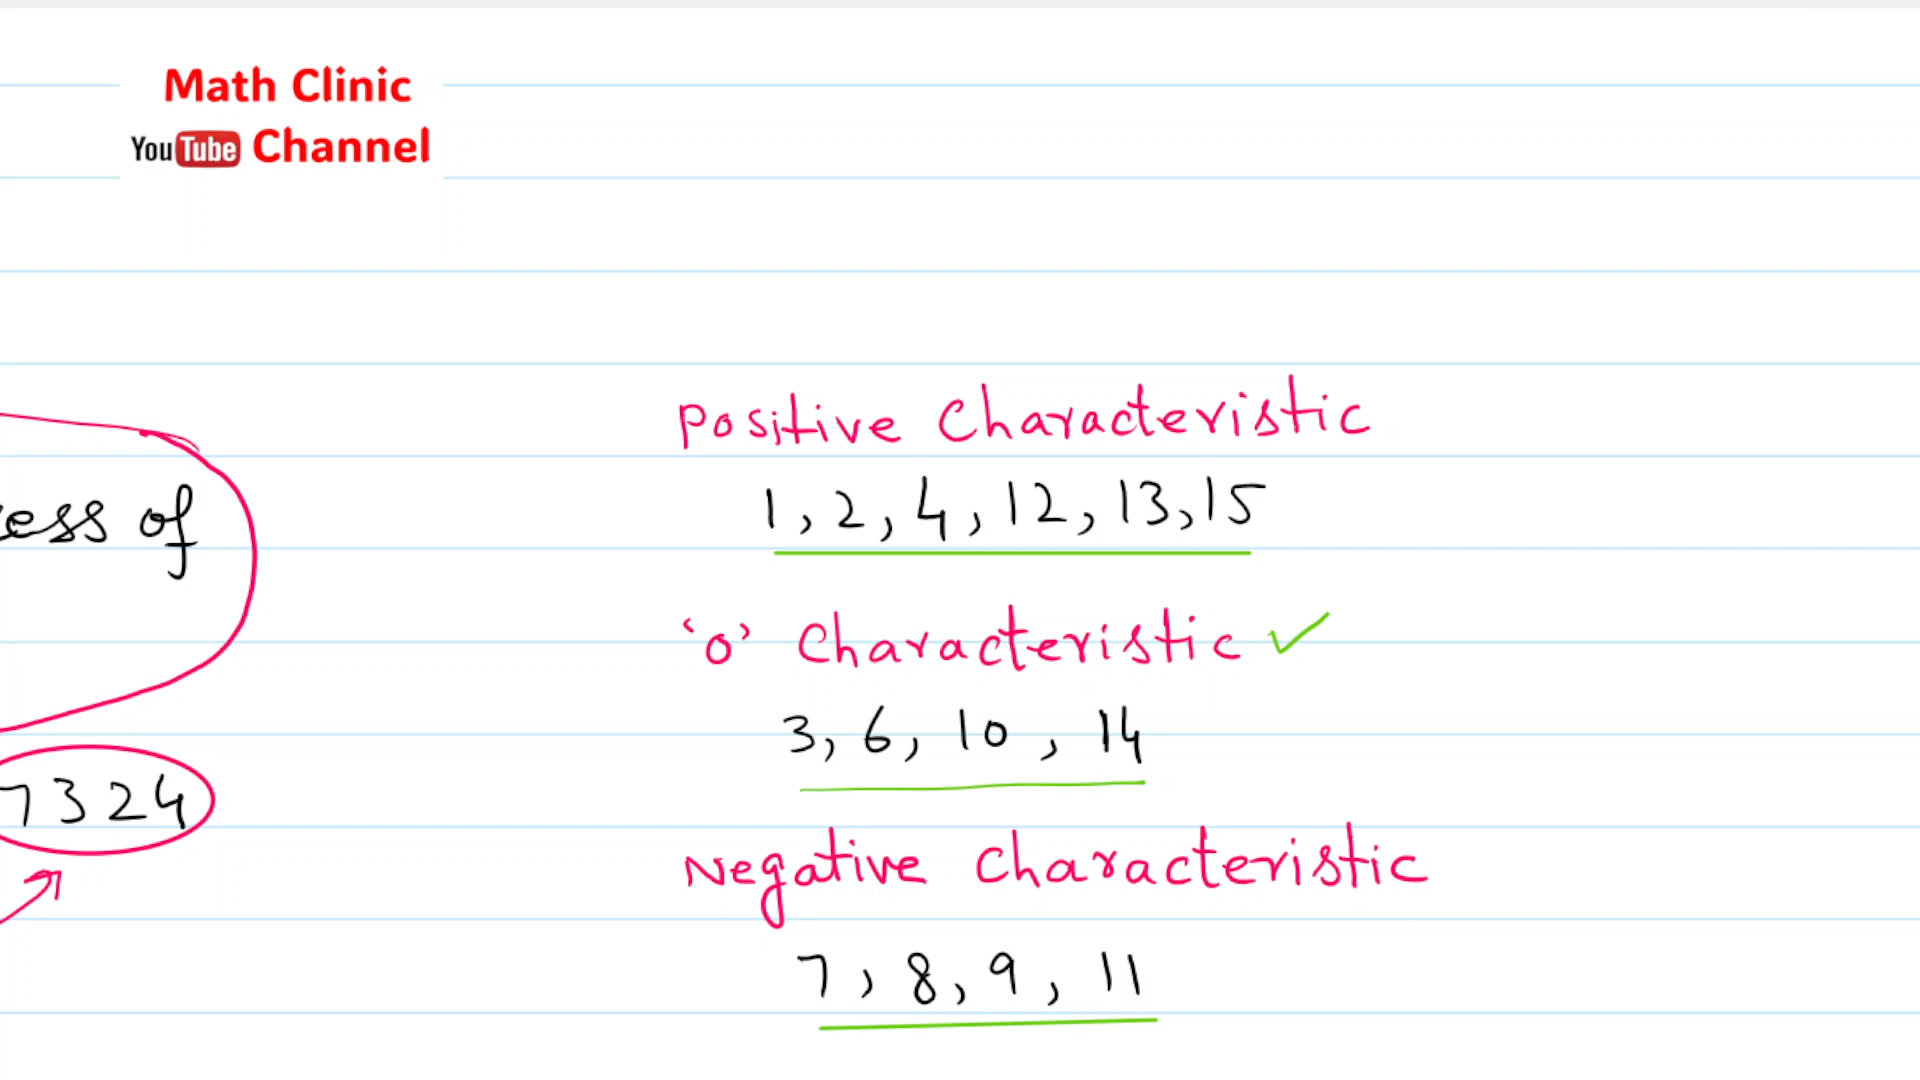 Math Clinic
YouTube Channel
Positive Characteristic
1, 2, 4, 12, 13, 15
ess of
'0' Characteristic ✓
3, 6, 10, 14
7324
Negative Characteristic
7, 8, 9, 11